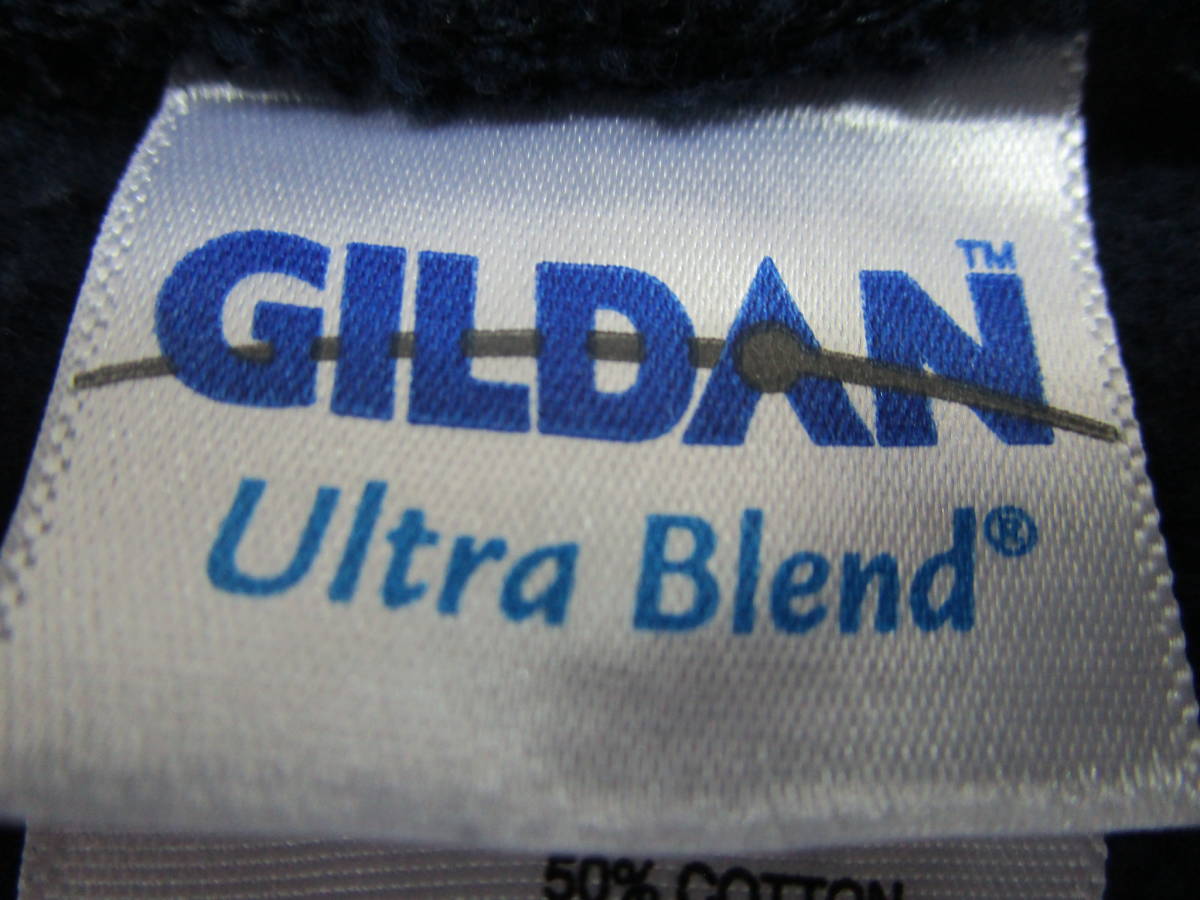 GILDAN™
Ultra Blend®
50% COTTON